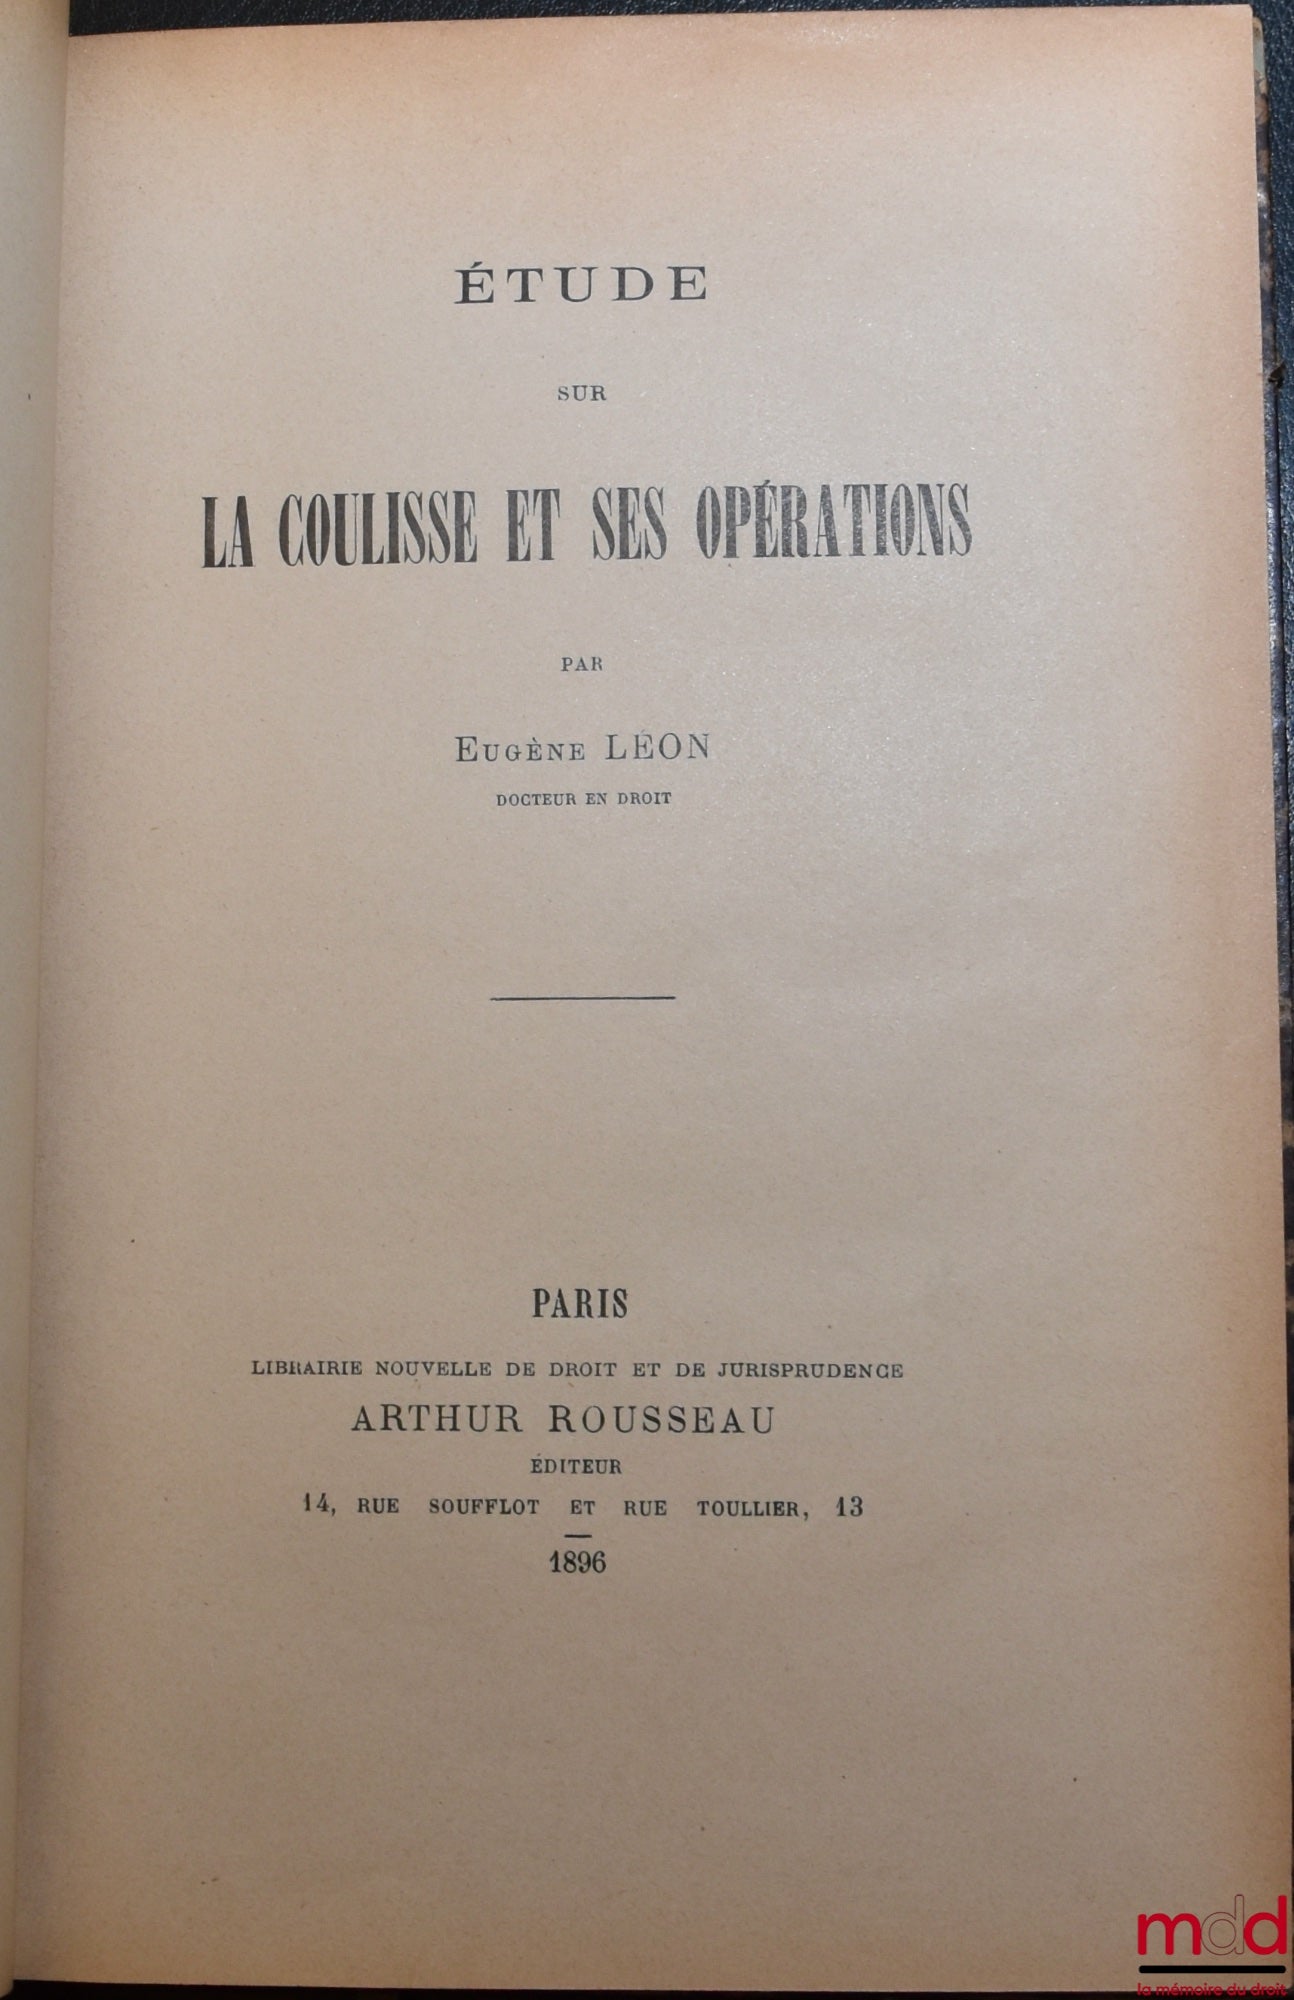 ÉTUDE
SUR
LA COULISSE ET SES OPÉRATIONS
PAR
EUGÈNE LÉON
DOCTEUR EN DROIT
PARIS
LIBRAIRIE NOUVELLE DE DROIT ET DE JURISPRUDENCE
ARTHUR ROUSSEAU
ÉDITEUR
14, RUE SOUFFLOT ET RUE TOULLIER, 13
1896
mdd
la mémoire du droit